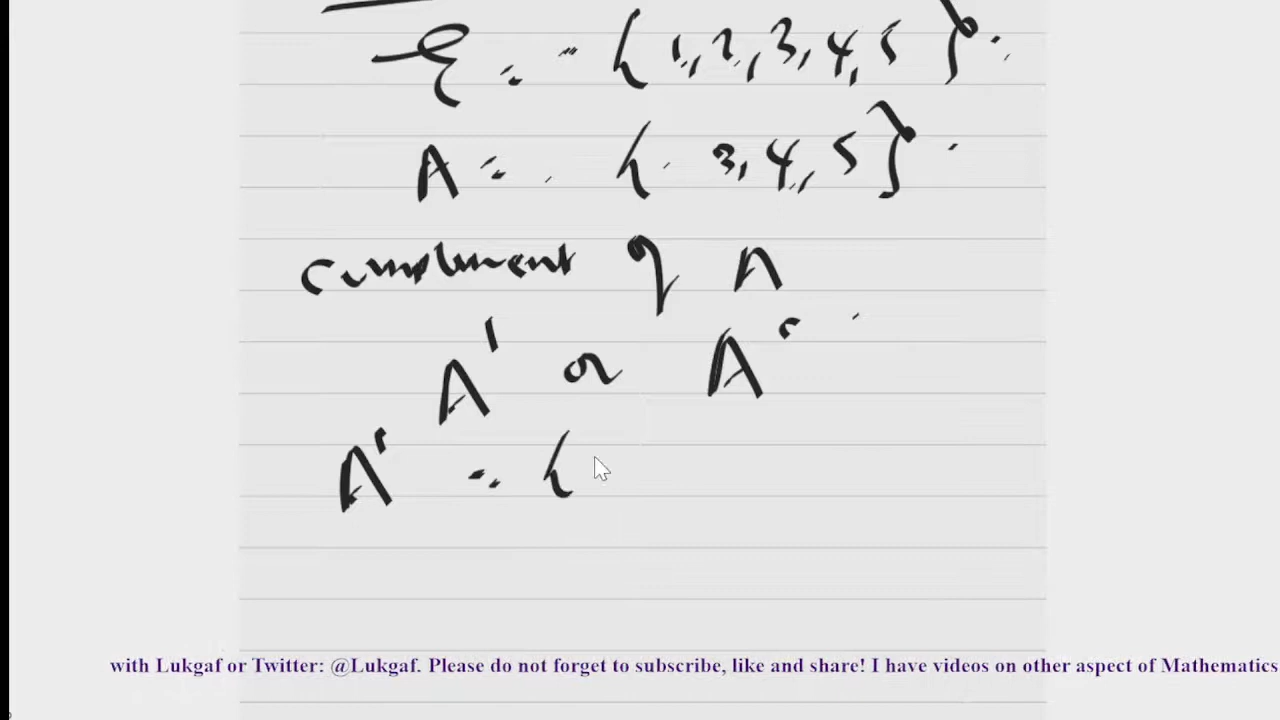 ξ = { 1, 2, 3, 4, 5 }.
A = { 3, 4, 5 }.
Compliment of A
A' or Aᶜ.
A' = {
with Lukgaf or Twitter: @Lukgaf. Please do not forget to subscribe, like and share! I have videos on other aspect of Mathematics